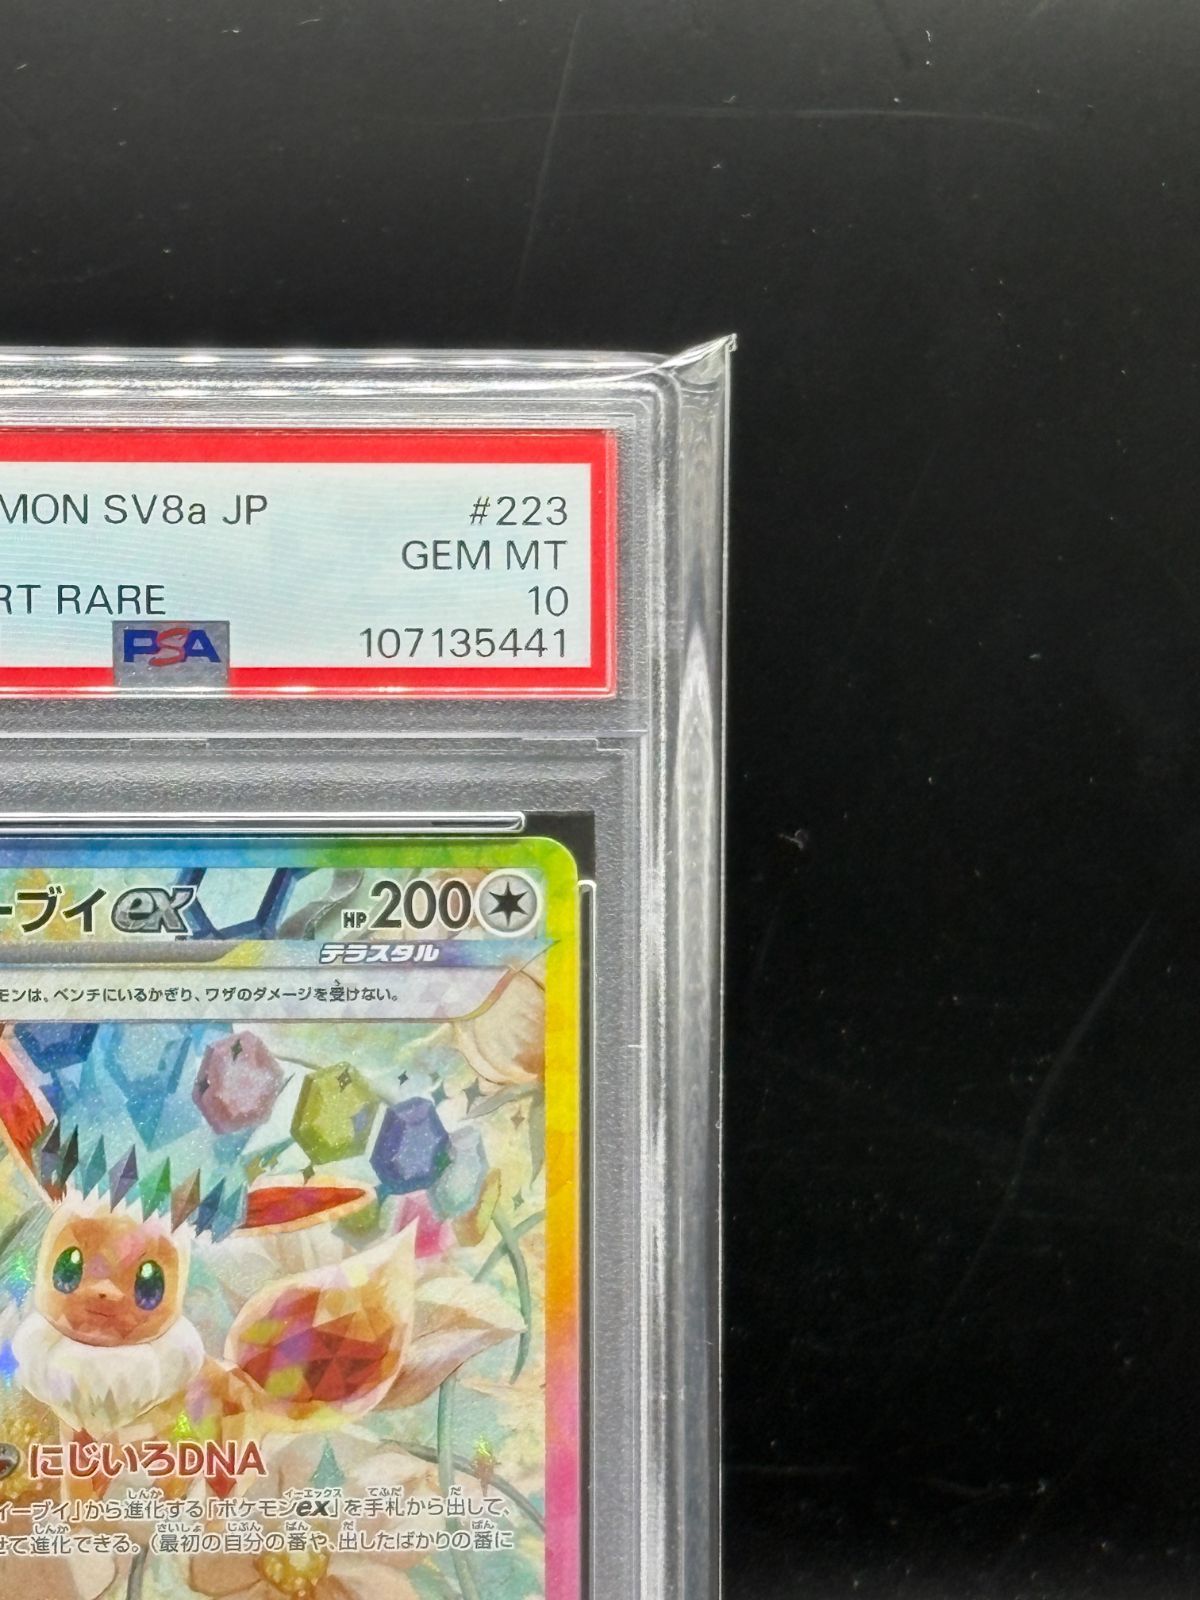 MON SV8a JP #223
GEM MT
RT RARE 10
PSA 107135441
ーブイex HP200
テラスタル
モンは、ベンチにいるかぎり、ワザのダメージを受けない。
にじいろDNA
ィーブイ」から進化する「ポケモンex」を手札から出して、
せて進化できる。（最初の自分の番や、出したばかりの番に